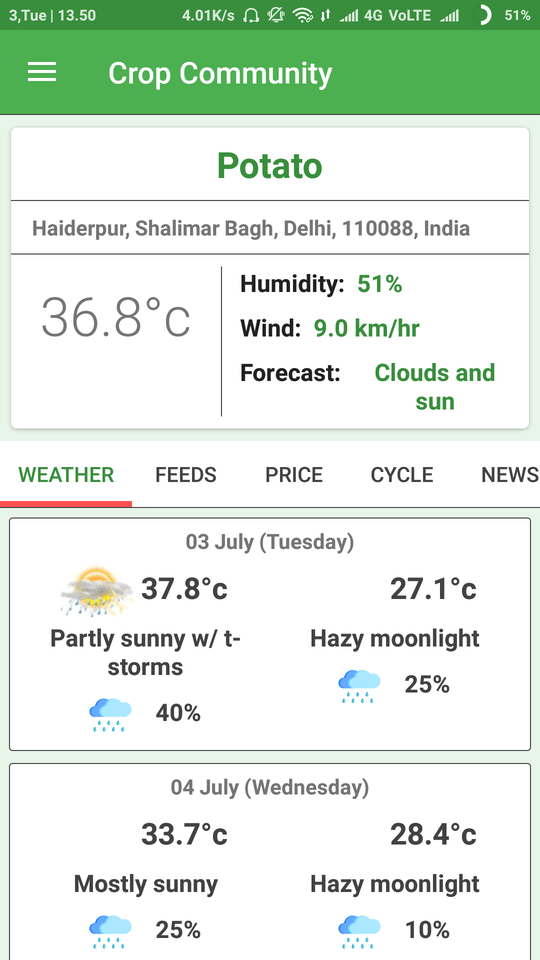 3,Tue | 13.50 4.01K/s 4G VoLTE 51%
Crop Community
Potato
Haiderpur, Shalimar Bagh, Delhi, 110088, India
36.8°c
Humidity: 51%
Wind: 9.0 km/hr
Forecast: Clouds and
sun
WEATHER FEEDS PRICE CYCLE NEWS
03 July (Tuesday)
37.8°c 27.1°c
Partly sunny w/ t-
storms
Hazy moonlight
40%
25%
04 July (Wednesday)
33.7°c 28.4°c
Mostly sunny Hazy moonlight
25% 10%